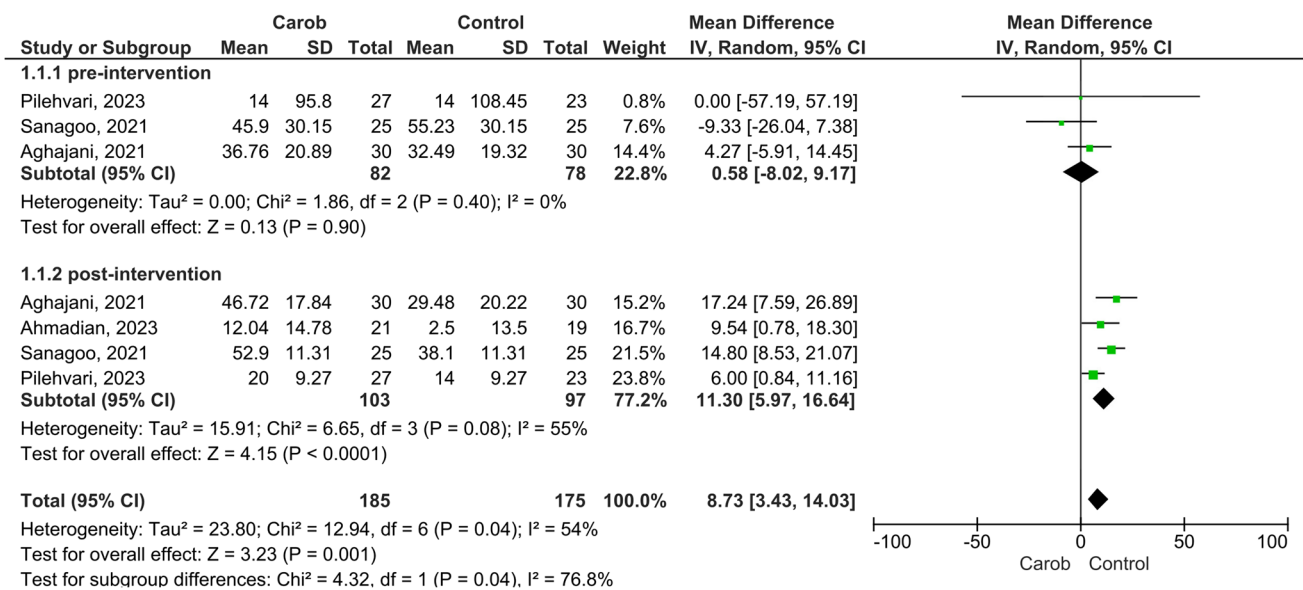 Carob Control Mean Difference Mean Difference
Study or Subgroup Mean SD Total Mean SD Total Weight IV, Random, 95% CI IV, Random, 95% CI
1.1.1 pre-intervention
Pilehvari, 2023 14 95.8 27 14 108.45 23 0.8% 0.00 [-57.19, 57.19]
Sanagoo, 2021 45.9 30.15 25 55.23 30.15 25 7.6% -9.33 [-26.04, 7.38]
Aghajani, 2021 36.76 20.89 30 32.49 19.32 30 14.4% 4.27 [-5.91, 14.45]
Subtotal (95% CI) 82 78 22.8% 0.58 [-8.02, 9.17]
Heterogeneity: Tau² = 0.00; Chi² = 1.86, df = 2 (P = 0.40); I² = 0%
Test for overall effect: Z = 0.13 (P = 0.90)
1.1.2 post-intervention
Aghajani, 2021 46.72 17.84 30 29.48 20.22 30 15.2% 17.24 [7.59, 26.89]
Ahmadian, 2023 12.04 14.78 21 2.5 13.5 19 16.7% 9.54 [0.78, 18.30]
Sanagoo, 2021 52.9 11.31 25 38.1 11.31 25 21.5% 14.80 [8.53, 21.07]
Pilehvari, 2023 20 9.27 27 14 9.27 23 23.8% 6.00 [0.84, 11.16]
Subtotal (95% CI) 103 97 77.2% 11.30 [5.97, 16.64]
Heterogeneity: Tau² = 15.91; Chi² = 6.65, df = 3 (P = 0.08); I² = 55%
Test for overall effect: Z = 4.15 (P < 0.0001)
Total (95% CI) 185 175 100.0% 8.73 [3.43, 14.03]
Heterogeneity: Tau² = 23.80; Chi² = 12.94, df = 6 (P = 0.04); I² = 54%
Test for overall effect: Z = 3.23 (P = 0.001)
Test for subgroup differences: Chi² = 4.32, df = 1 (P = 0.04), I² = 76.8%
-100 -50 0 50 100
Carob Control